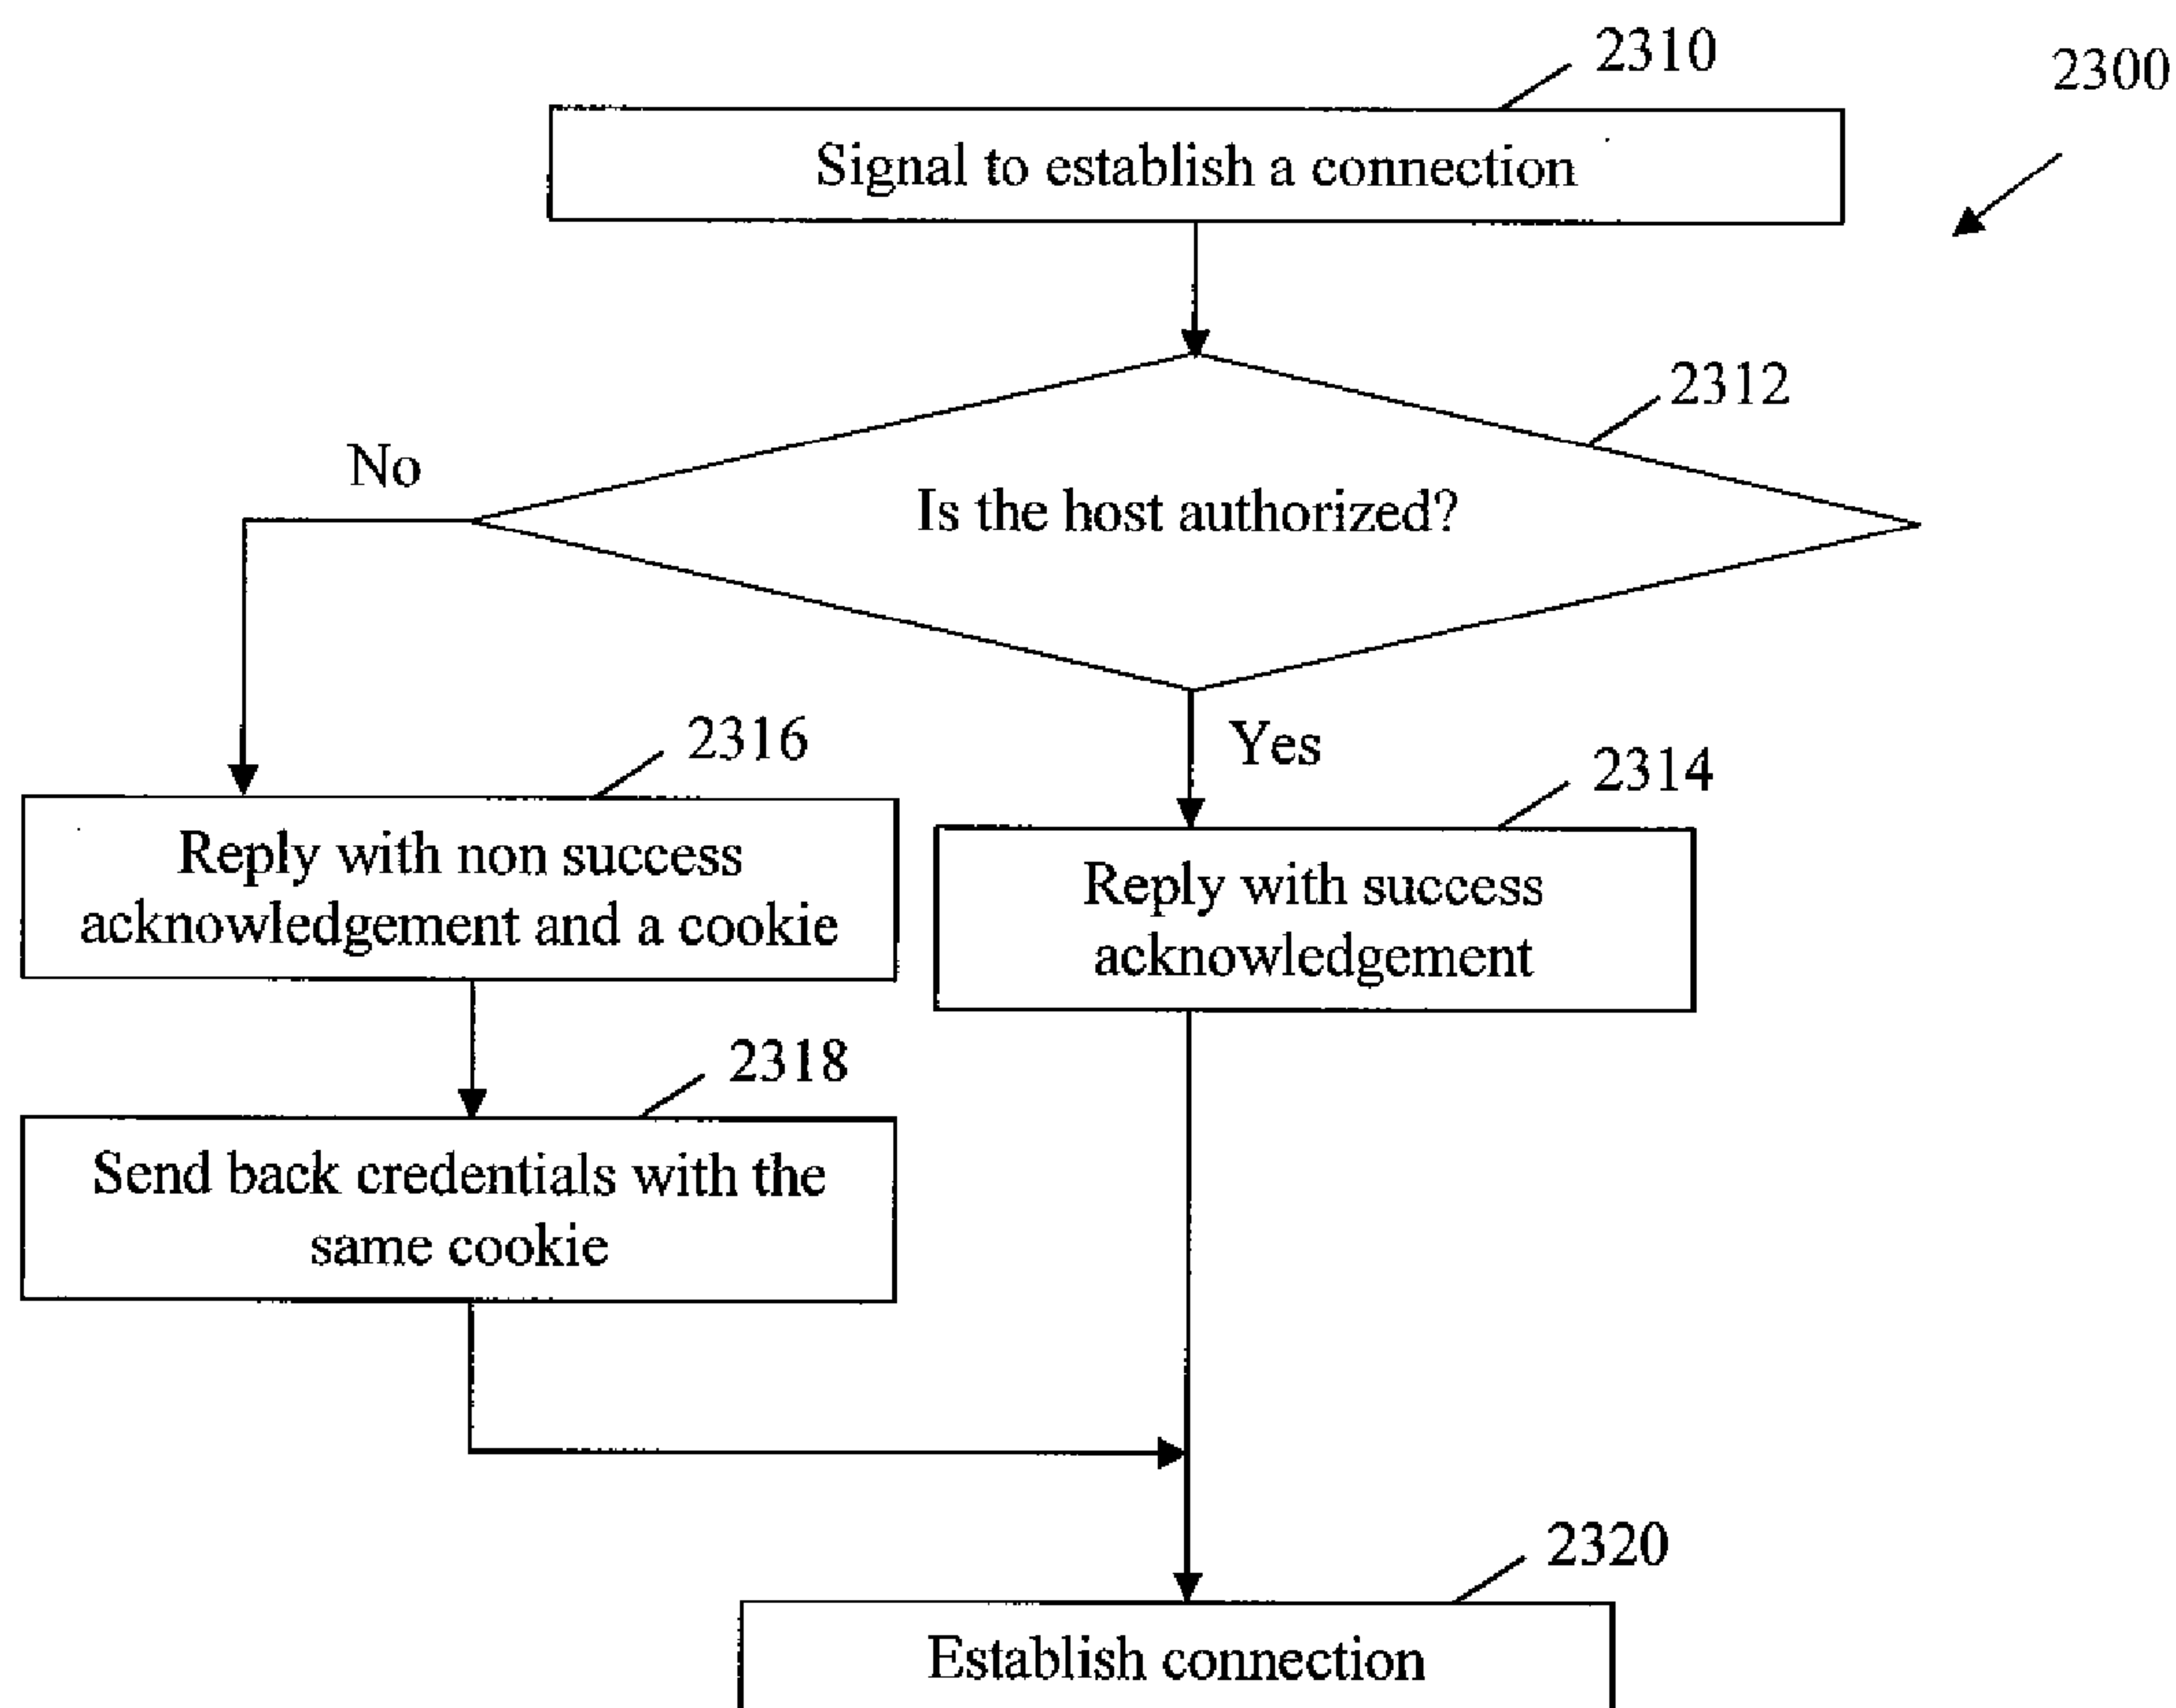 2310
2300
Signal to establish a connection
2312
No
Is the host authorized?
2316
Yes
2314
Reply with non success
acknowledgement and a cookie
Reply with success
acknowledgement
2318
Send back credentials with the
same cookie
2320
Establish connection